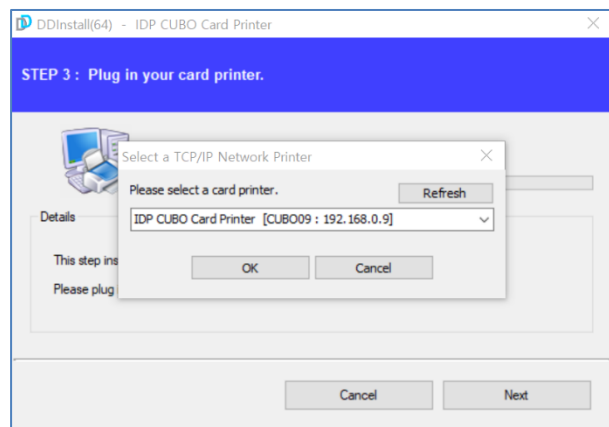 DDInstall(64) - IDP CUBO Card Printer
STEP 3 : Plug in your card printer.
Select a TCP/IP Network Printer
Please select a card printer.
Refresh
IDP CUBO Card Printer [CUBO09 : 192.168.0.9]
OK
Cancel
Details
This step ins
Please plug
Cancel
Next